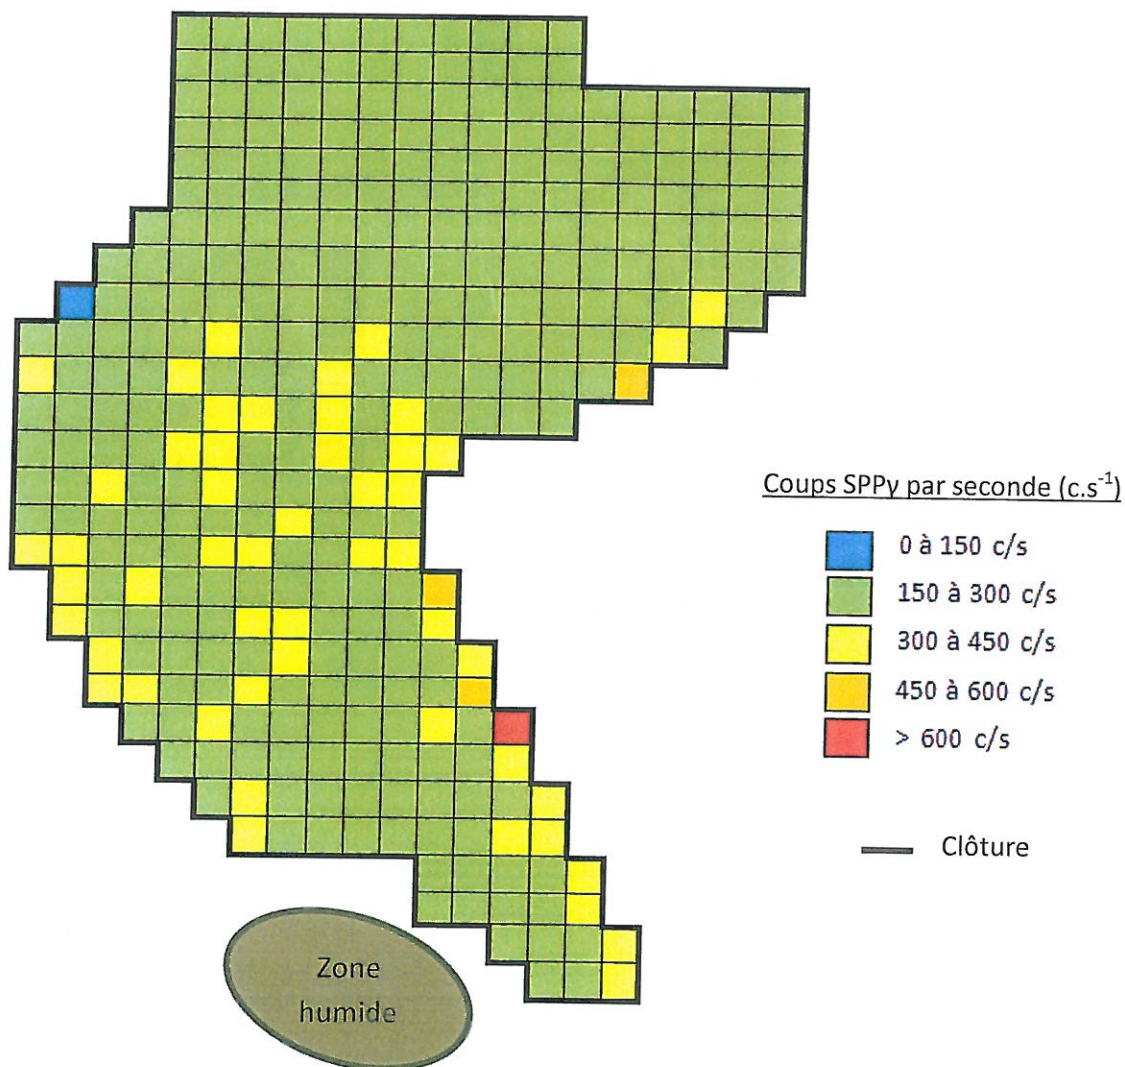 Coups SPPγ par seconde (c.s⁻¹)
0 à 150 c/s
150 à 300 c/s
300 à 450 c/s
450 à 600 c/s
> 600 c/s
Clôture
Zone
humide